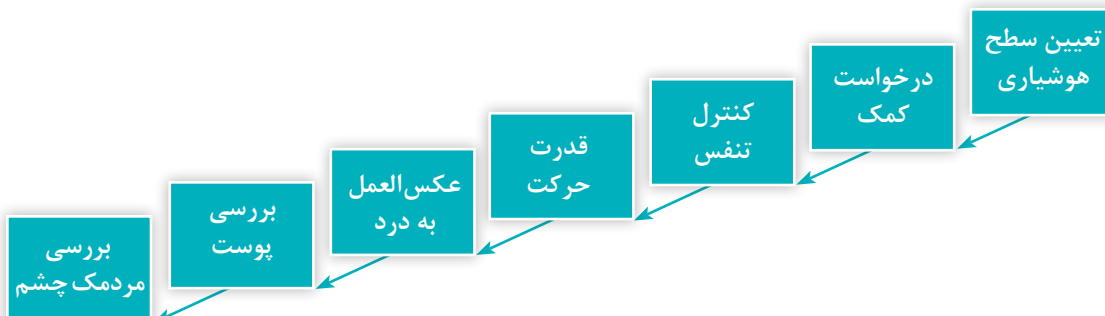 تعیین سطح
هوشیاری
درخواست
کمک
کنترل
تنفس
قدرت
حرکت
عکس‌العمل
به درد
بررسی
پوست
بررسی
مردمک چشم